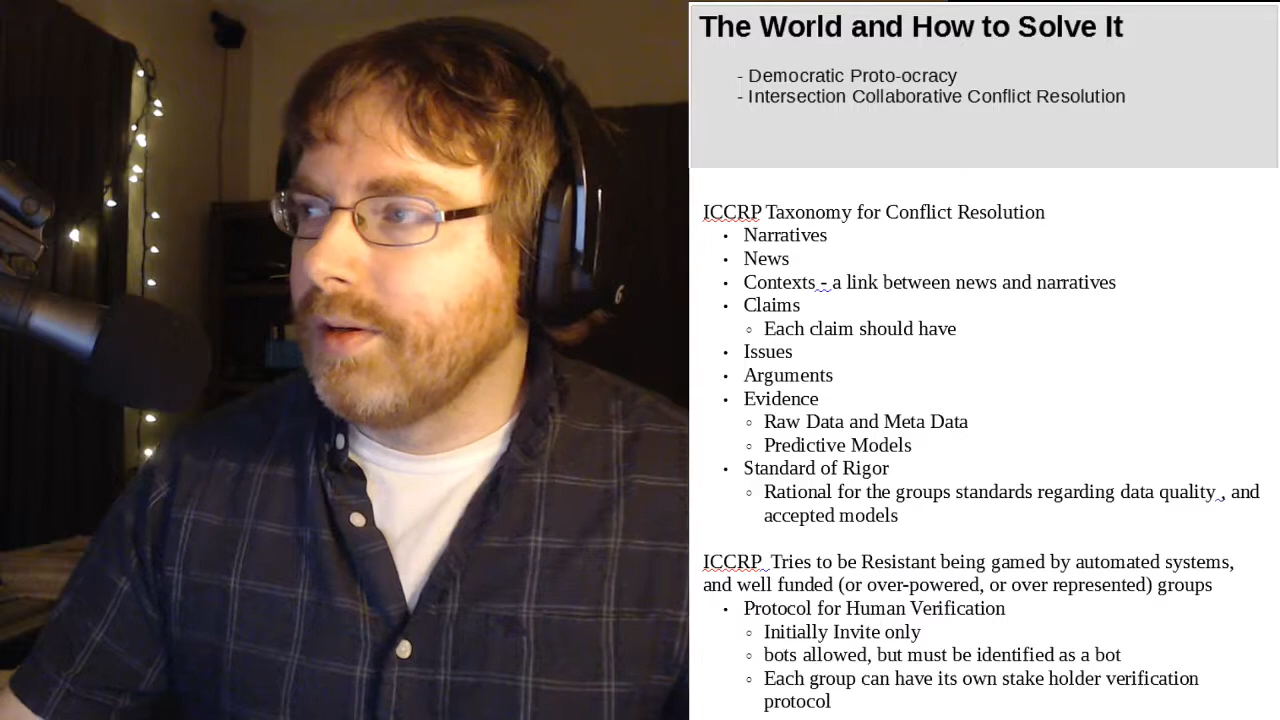 The World and How to Solve It
- Democratic Proto-ocracy
- Intersection Collaborative Conflict Resolution
ICCRP Taxonomy for Conflict Resolution
• Narratives
• News
• Contexts - a link between news and narratives
• Claims
◦ Each claim should have
• Issues
• Arguments
• Evidence
◦ Raw Data and Meta Data
◦ Predictive Models
• Standard of Rigor
◦ Rational for the groups standards regarding data quality , and
accepted models
ICCRP Tries to be Resistant being gamed by automated systems,
and well funded (or over-powered, or over represented) groups
• Protocol for Human Verification
◦ Initially Invite only
◦ bots allowed, but must be identified as a bot
◦ Each group can have its own stake holder verification
protocol